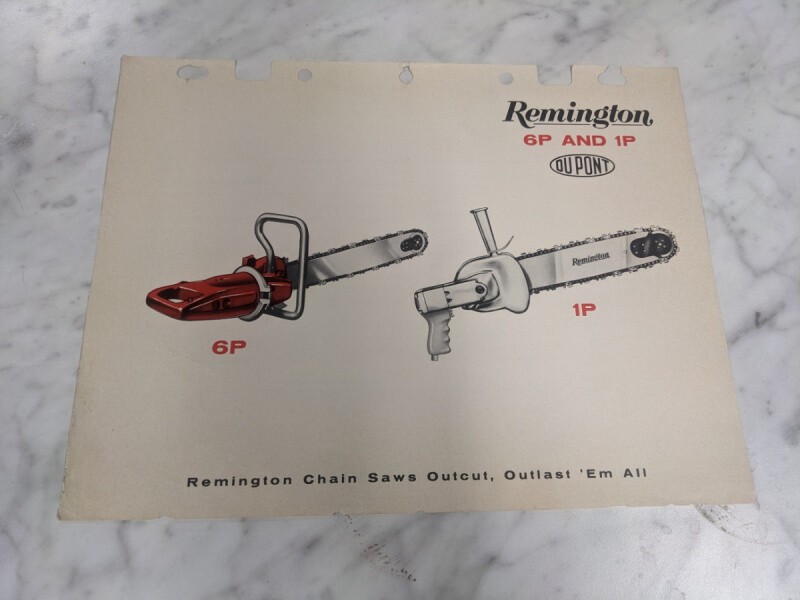 Remington
6P AND 1P
DU PONT
Remington
1P
6P
Remington Chain Saws Outcut, Outlast 'Em All